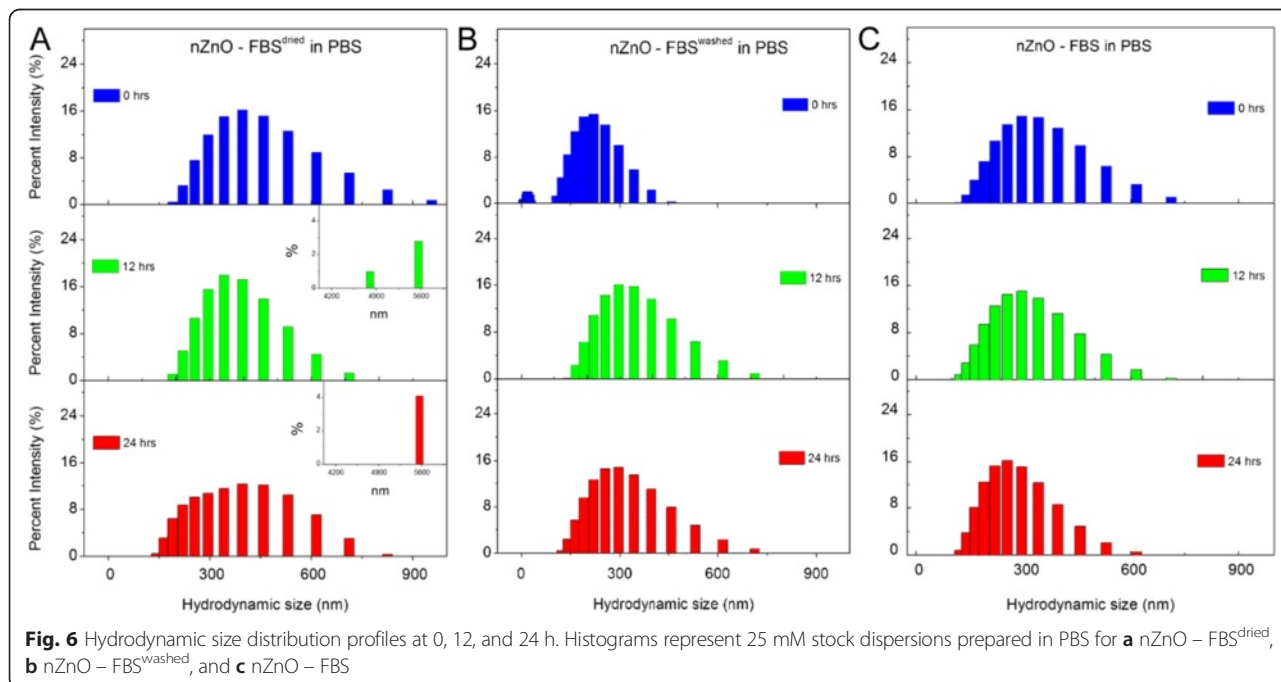 A
nZnO - FBSdried in PBS
24
16
8
0
Percent Intensity (%)
0 hrs
24
16
8
0
Percent Intensity (%)
12 hrs
4
2
0
%
4200 4900 5600
nm
24
16
8
0
Percent Intensity (%)
24 hrs
4
2
0
%
4200 4900 5600
nm
0 300 600 900
Hydrodynamic size (nm)
B
nZnO - FBSwashed in PBS
24
16
8
0
0 hrs
24
16
8
0
12 hrs
24
16
8
0
24 hrs
0 300 600 900
Hydrodynamic size (nm)
C
nZnO - FBS in PBS
24
16
8
0
0 hrs
24
16
8
0
12 hrs
24
16
8
0
24 hrs
0 300 600 900
Hydrodynamic size (nm)
Fig. 6 Hydrodynamic size distribution profiles at 0, 12, and 24 h. Histograms represent 25 mM stock dispersions prepared in PBS for a nZnO – FBSdried,
b nZnO – FBSwashed, and c nZnO – FBS